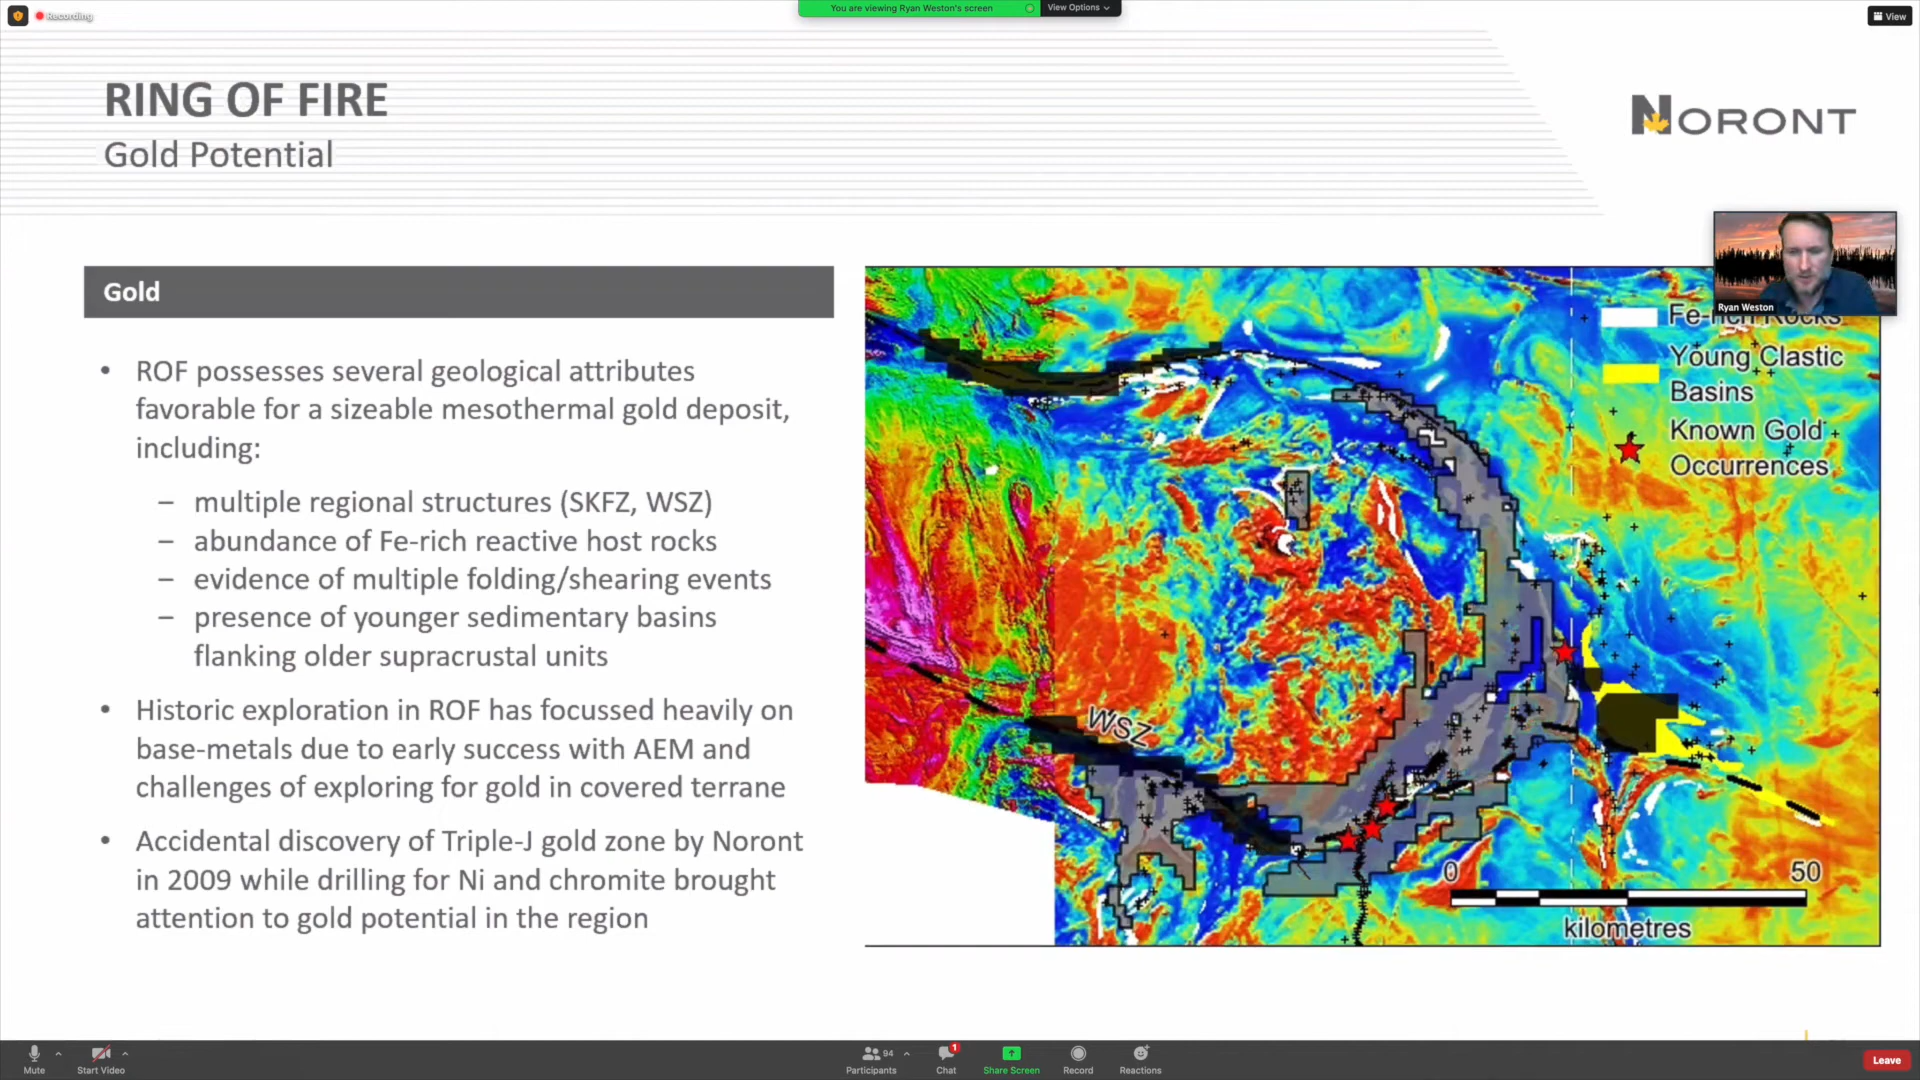 Recording
You are viewing Ryan Weston's screen
View Options
View
RING OF FIRE
Gold Potential
NORONT
Gold
Ryan Weston
• ROF possesses several geological attributes
favorable for a sizeable mesothermal gold deposit,
including:
– multiple regional structures (SKFZ, WSZ)
– abundance of Fe-rich reactive host rocks
– evidence of multiple folding/shearing events
– presence of younger sedimentary basins
flanking older supracrustal units
• Historic exploration in ROF has focussed heavily on
base-metals due to early success with AEM and
challenges of exploring for gold in covered terrane
• Accidental discovery of Triple-J gold zone by Noront
in 2009 while drilling for Ni and chromite brought
attention to gold potential in the region
Fe-rich Rocks
Young Clastic
Basins
Known Gold
Occurrences
WSZ
0 50
kilometres
Mute
Start Video
94
Participants
1
Chat
Share Screen
Record
Reactions
Leave